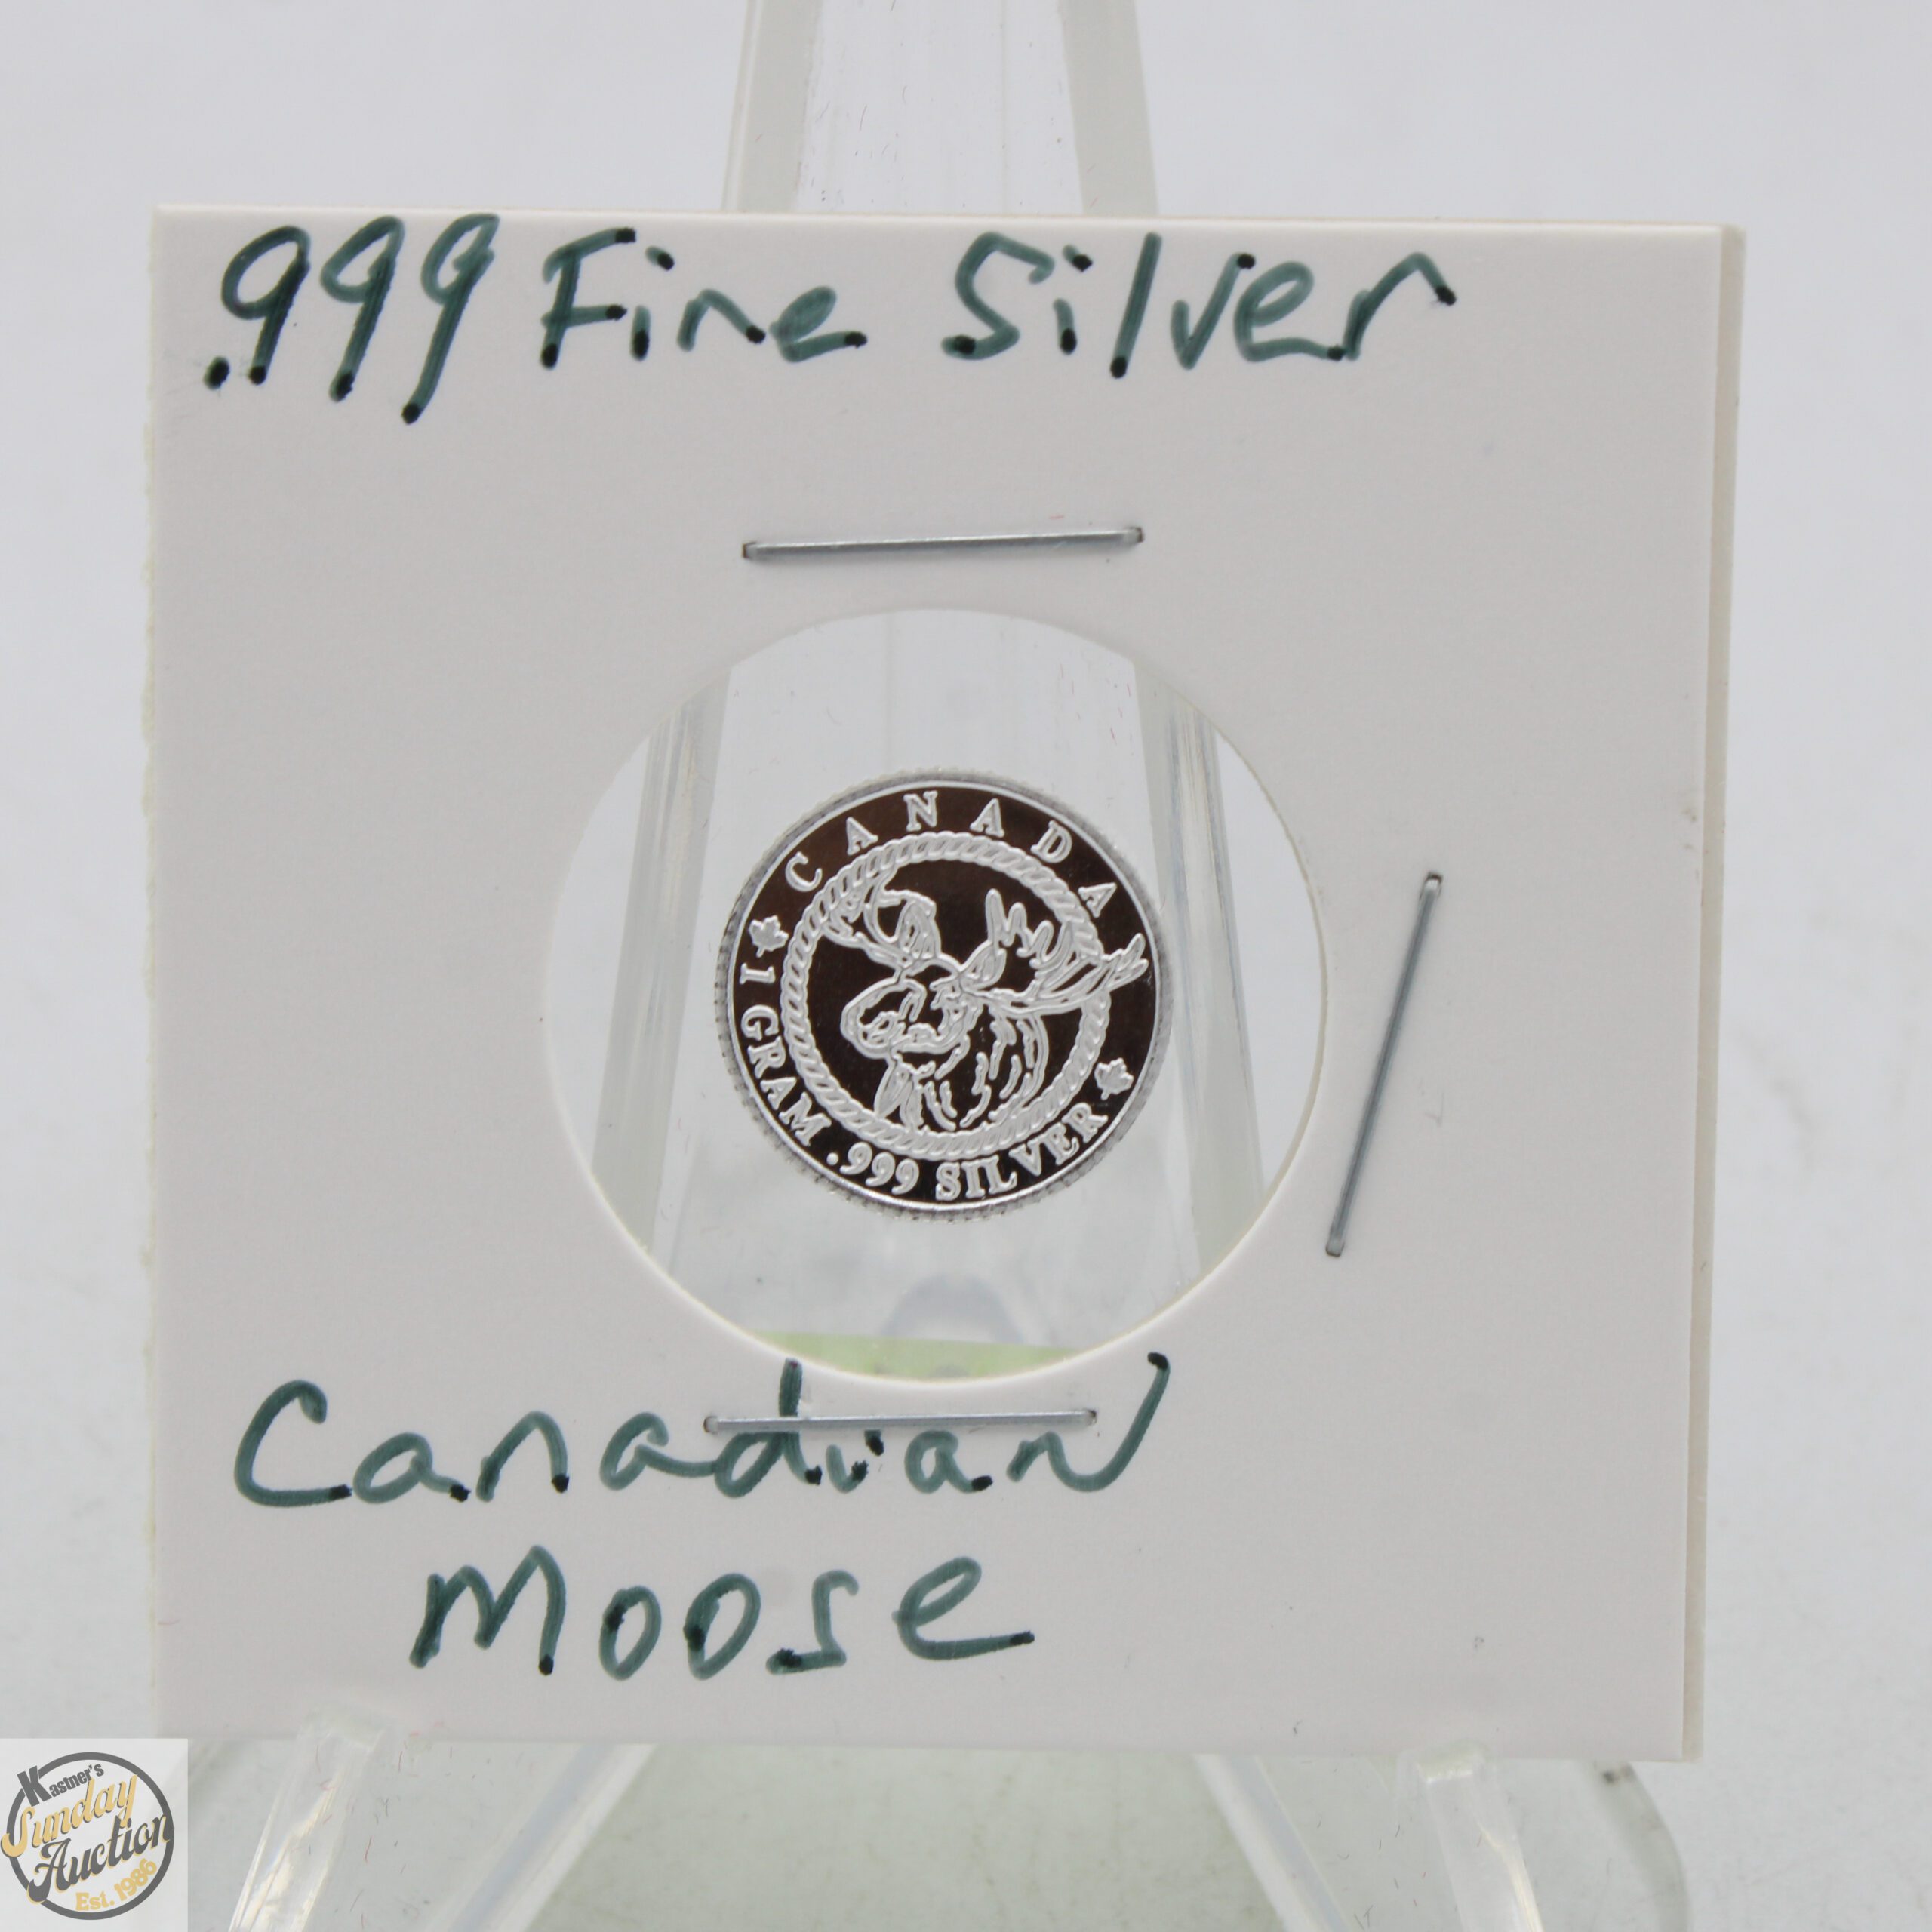 .999 Fine Silver
CANADA
1 GRAM .999 SILVER
Canadian
Moose
Kastner's
Sunday
Auction
Est. 1986